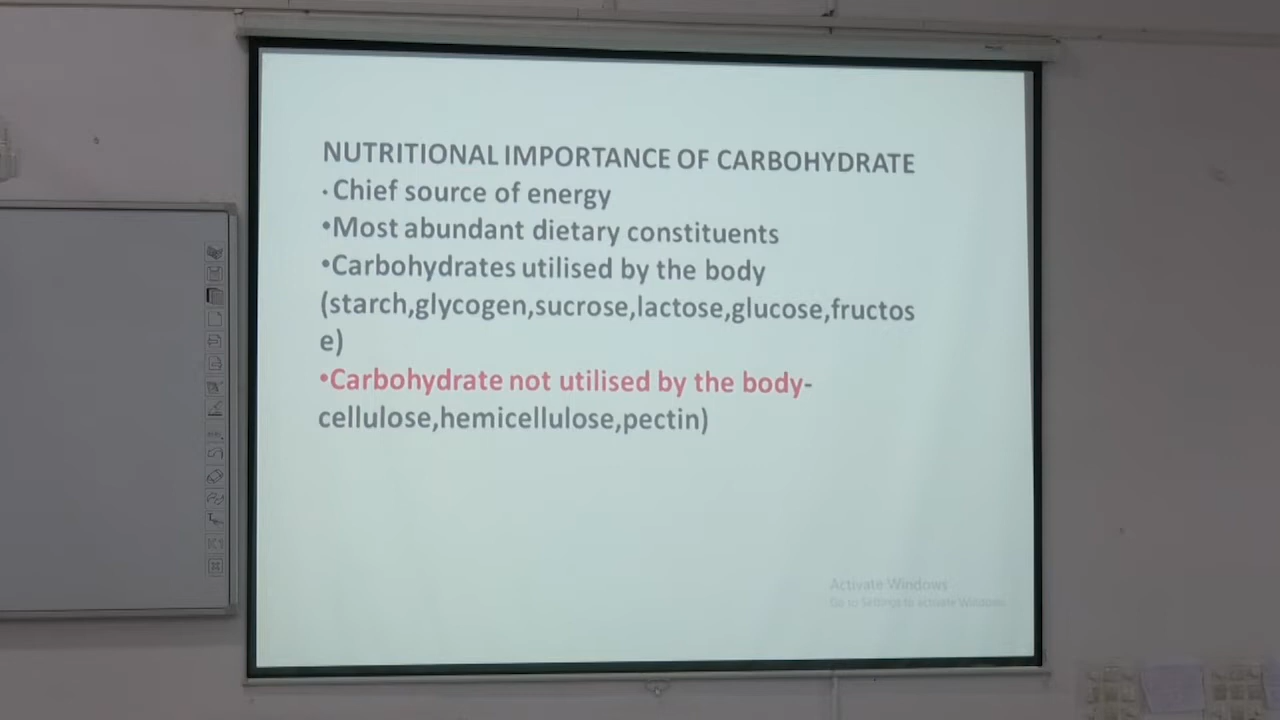 NUTRITIONAL IMPORTANCE OF CARBOHYDRATE
· Chief source of energy
•Most abundant dietary constituents
•Carbohydrates utilised by the body
(starch,glycogen,sucrose,lactose,glucose,fructos
e)
•Carbohydrate not utilised by the body-
cellulose,hemicellulose,pectin)
Activate Windows
Go to Settings to activate Windows.